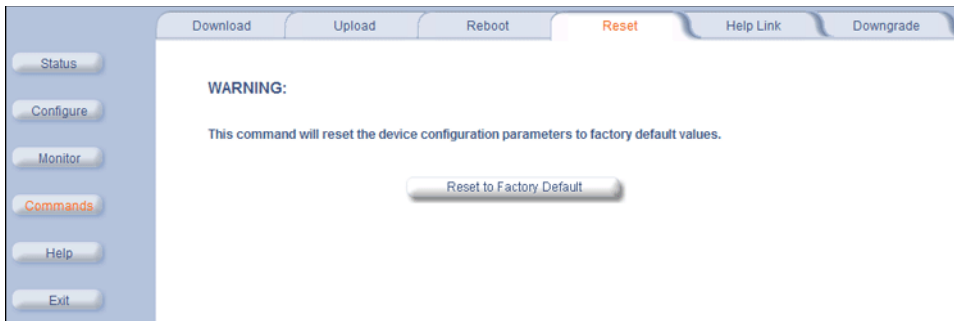 Download Upload Reboot Reset Help Link Downgrade
Status
Configure
Monitor
Commands
Help
Exit
WARNING:
This command will reset the device configuration parameters to factory default values.
Reset to Factory Default